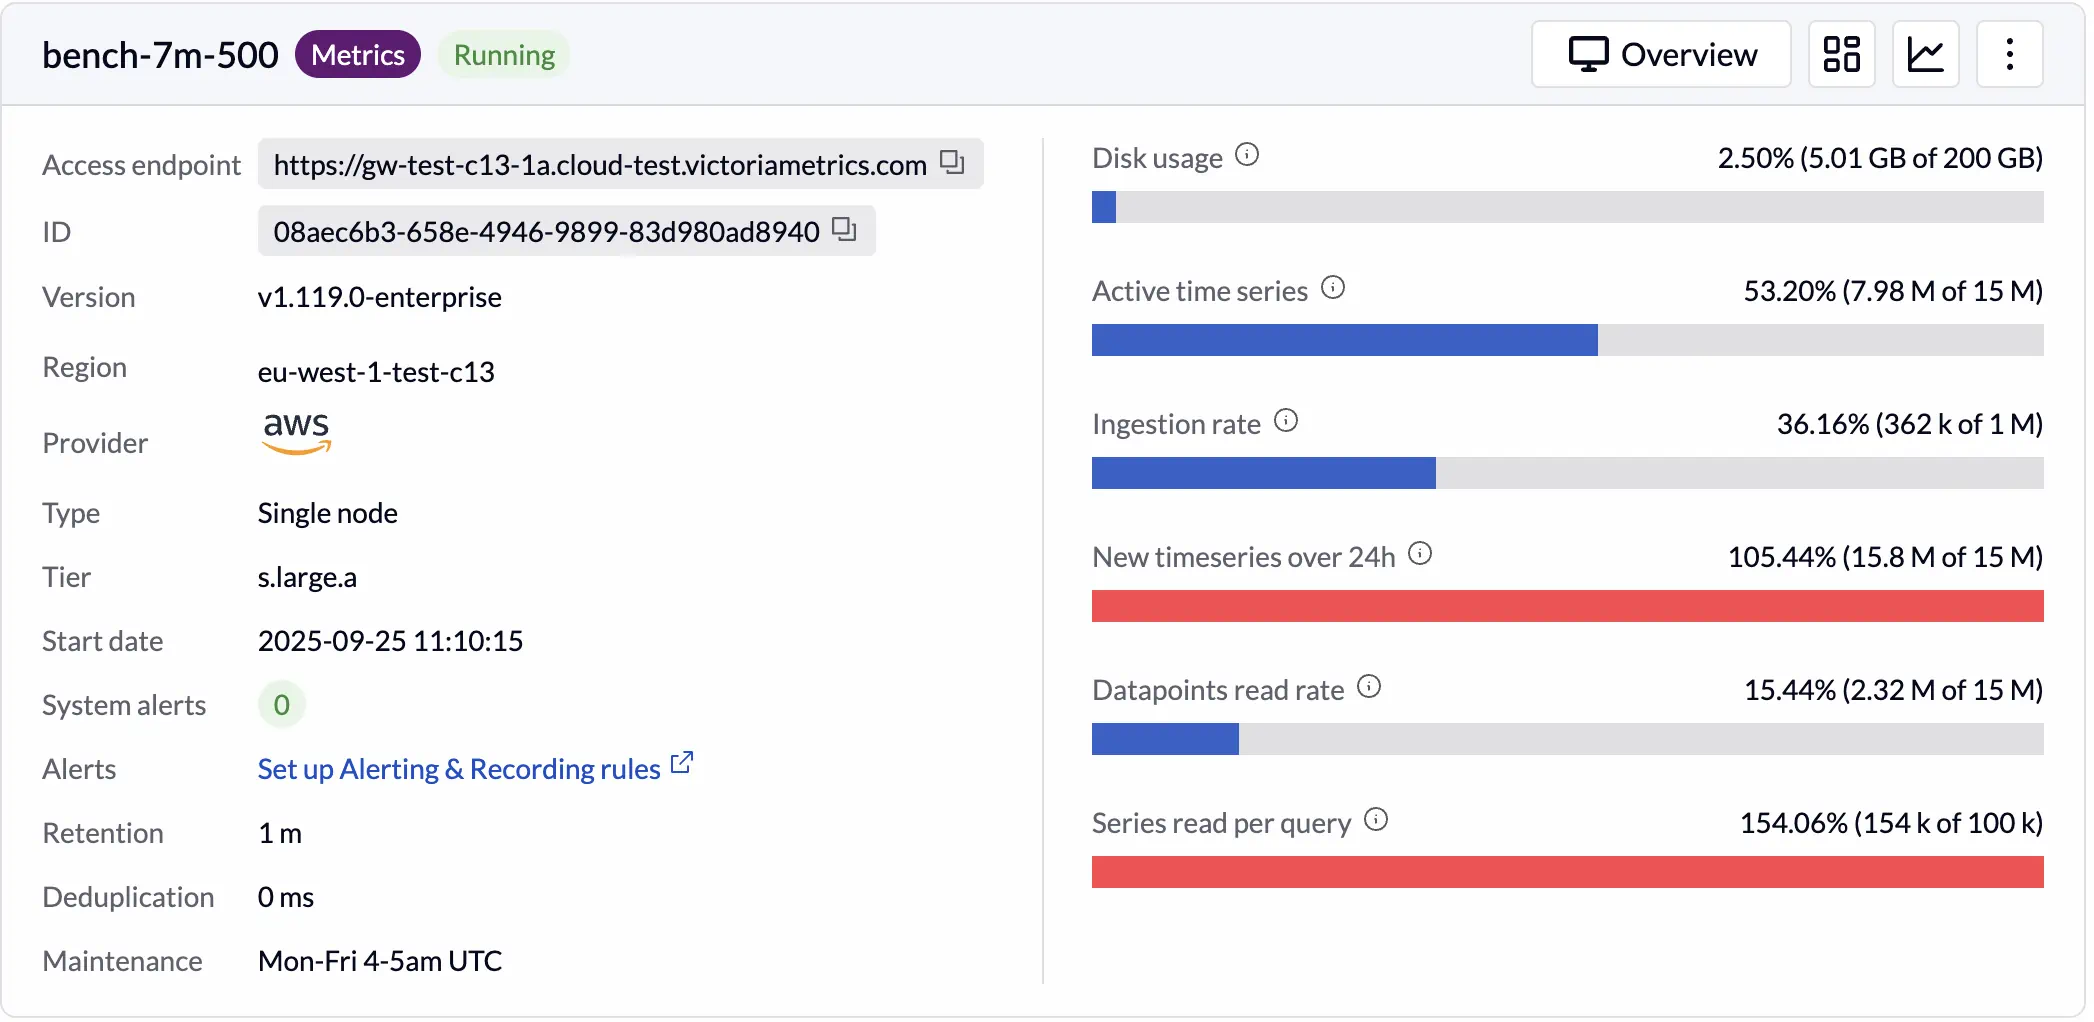 bench-7m-500 Metrics Running Overview
Access endpoint https://gw-test-c13-1a.cloud-test.victoriametrics.com
ID 08aec6b3-658e-4946-9899-83d980ad8940
Version v1.119.0-enterprise
Region eu-west-1-test-c13
Provider aws
Type Single node
Tier s.large.a
Start date 2025-09-25 11:10:15
System alerts 0
Alerts Set up Alerting & Recording rules
Retention 1 m
Deduplication 0 ms
Maintenance Mon-Fri 4-5am UTC
Disk usage 2.50% (5.01 GB of 200 GB)
Active time series 53.20% (7.98 M of 15 M)
Ingestion rate 36.16% (362 k of 1 M)
New timeseries over 24h 105.44% (15.8 M of 15 M)
Datapoints read rate 15.44% (2.32 M of 15 M)
Series read per query 154.06% (154 k of 100 k)